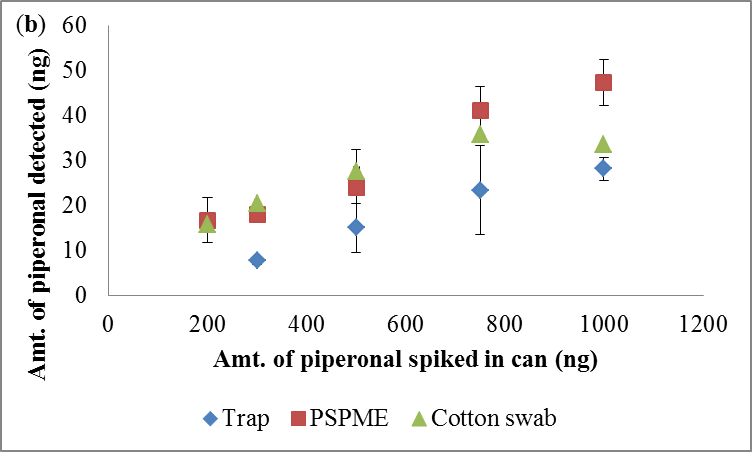 (b)
Amt. of piperonal detected (ng)
60
50
40
30
20
10
0
0 200 400 600 800 1000 1200
Amt. of piperonal spiked in can (ng)
Trap PSPME Cotton swab